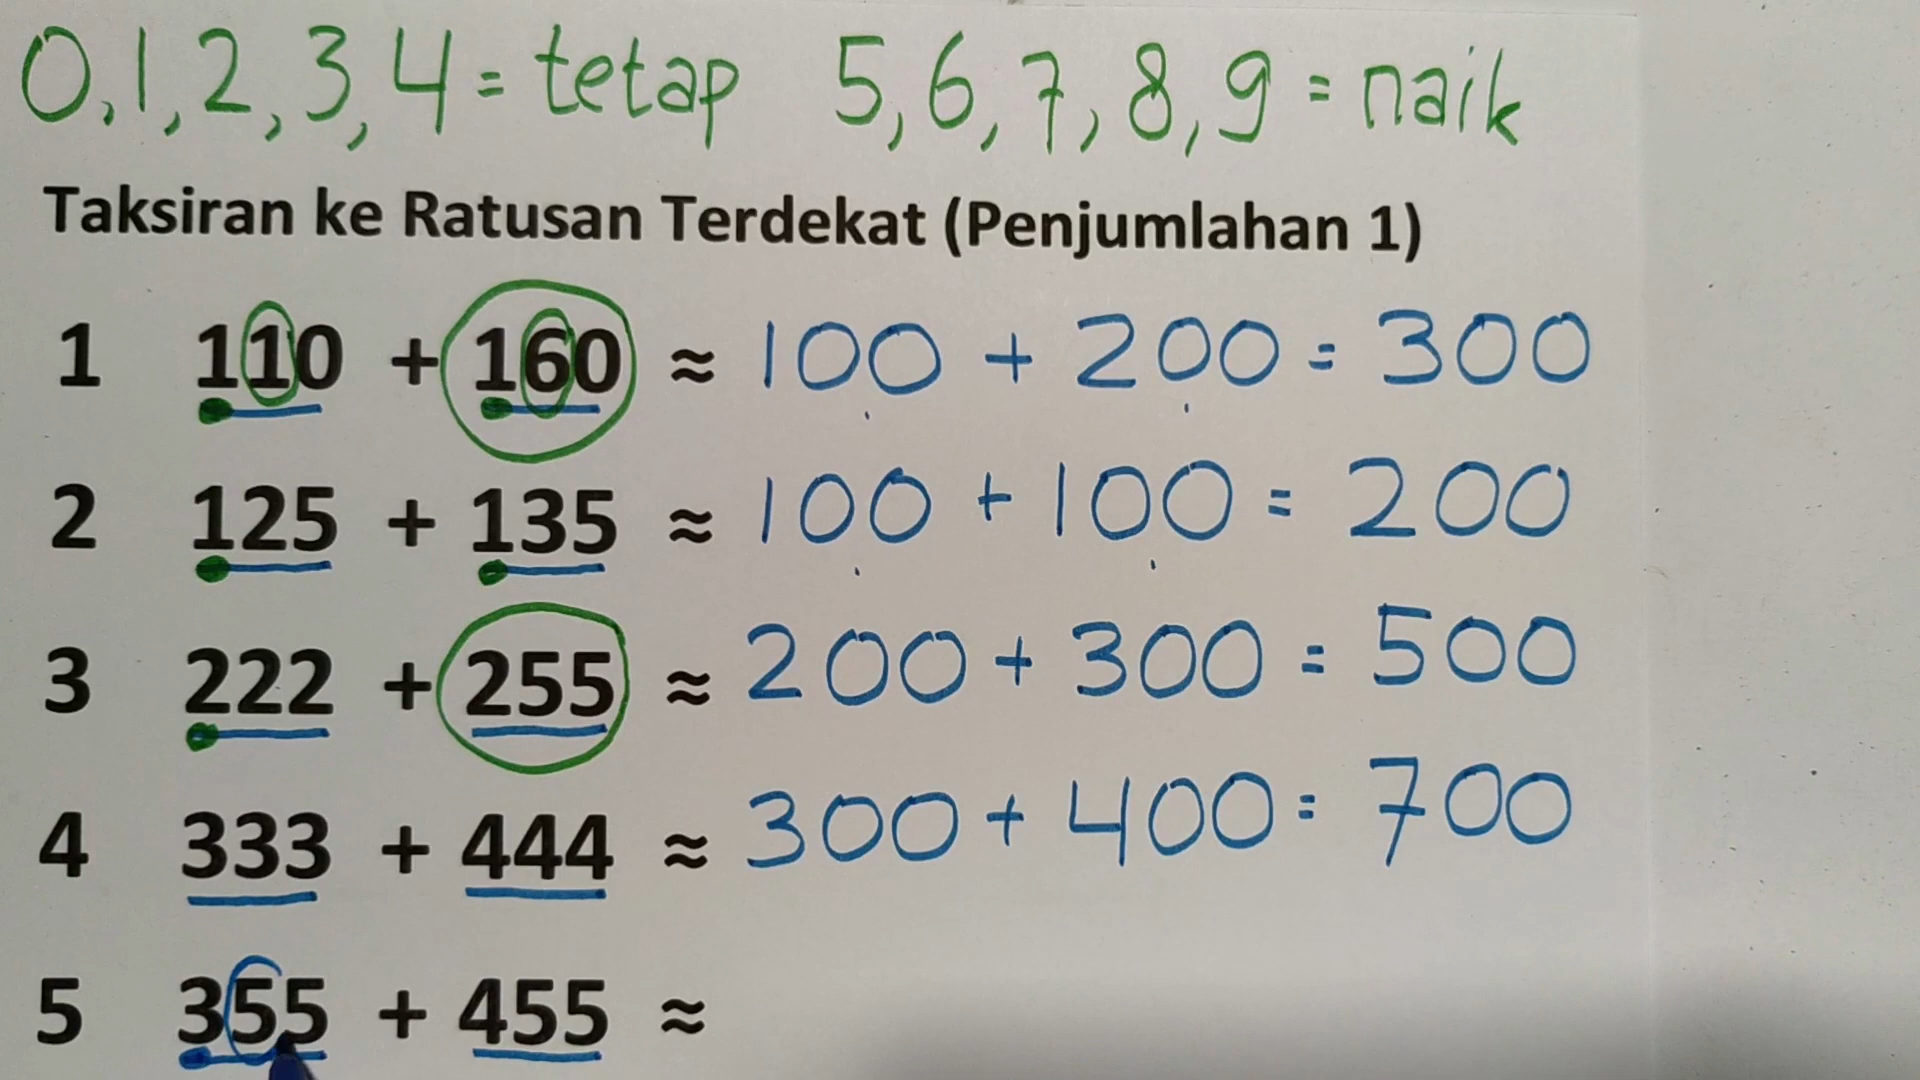 0,1,2,3,4 = tetap 5,6,7,8,9 = naik
Taksiran ke Ratusan Terdekat (Penjumlahan 1)
1 110 + 160 ≈ 100 + 200 = 300
2 125 + 135 ≈ 100 + 100 = 200
3 222 + 255 ≈ 200 + 300 = 500
4 333 + 444 ≈ 300 + 400 = 700
5 355 + 455 ≈